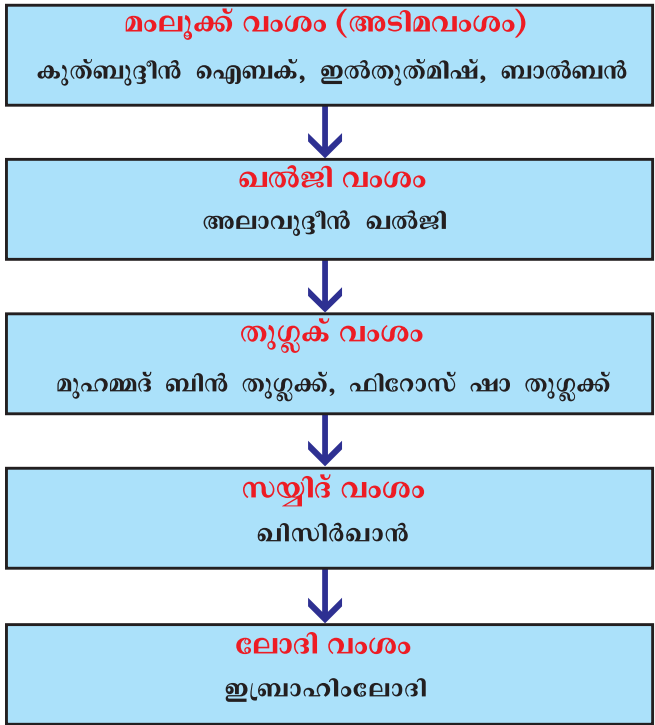 മംലൂക്ക് വംശം (അടിമവംശം)
കുത്ബുദ്ദീൻ ഐബക്, ഇൽതുത്മിഷ്, ബാൽബൻ
ഖൽജി വംശം
അലാവുദ്ദീൻ ഖൽജി
തുഗ്ലക് വംശം
മുഹമ്മദ് ബിൻ തുഗ്ലക്ക്, ഫിറോസ് ഷാ തുഗ്ലക്ക്
സയ്യിദ് വംശം
ഖിസിർഖാൻ
ലോദി വംശം
ഇബ്രാഹിംലോദി